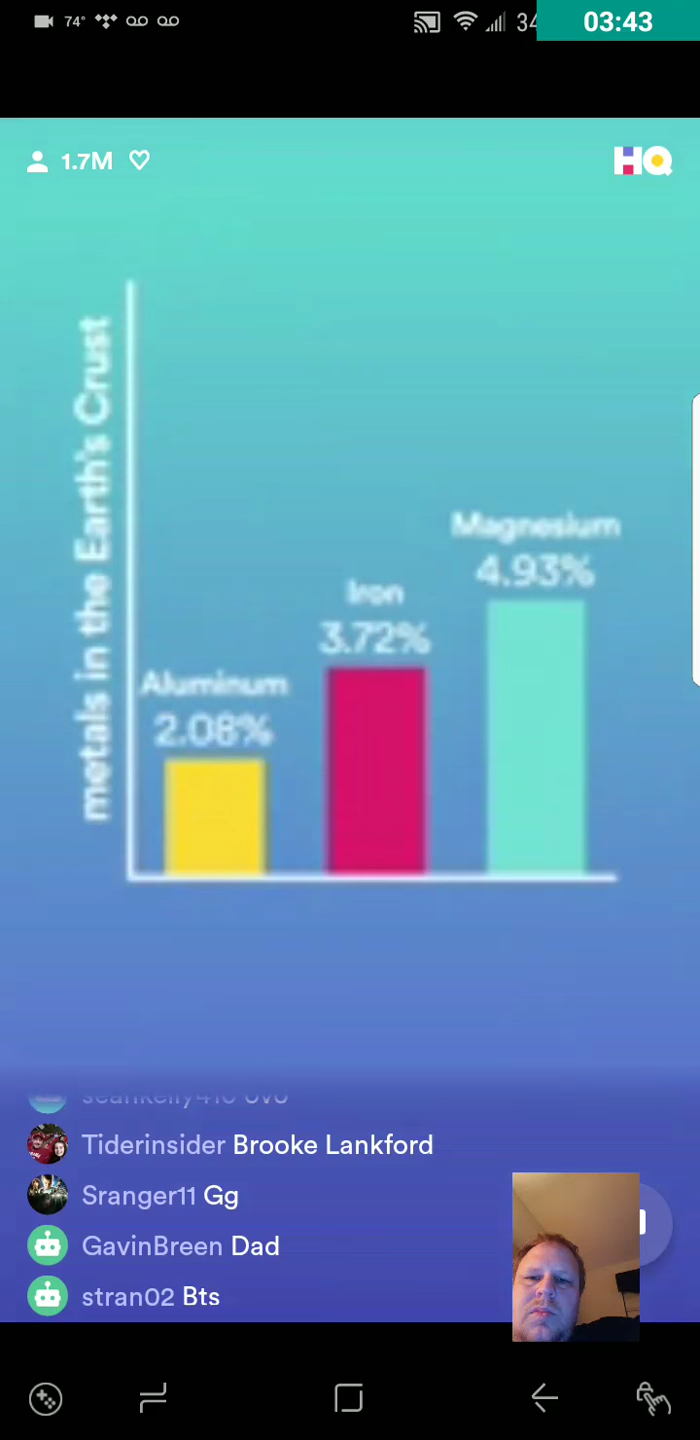 74°
34
03:43
1.7M
HQ
metals in the Earth's Crust
Magnesium
4.93%
Iron
3.72%
Aluminum
2.08%
Tiderinsider Brooke Lankford
Sranger11 Gg
GavinBreen Dad
stran02 Bts